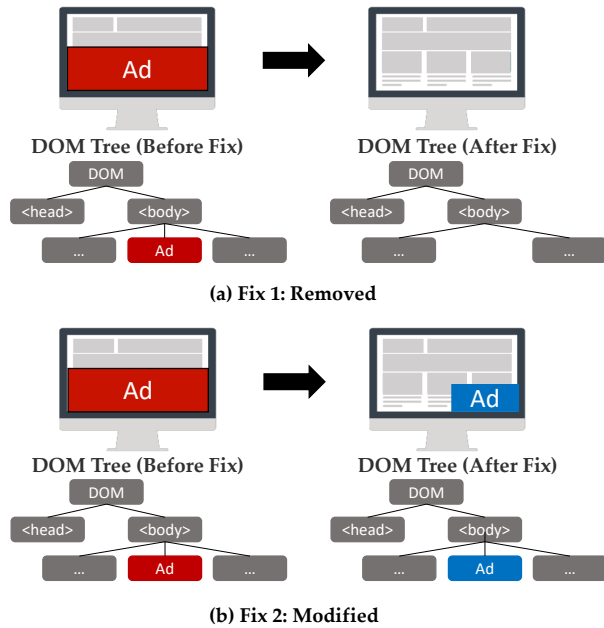 Ad
DOM Tree (Before Fix) DOM Tree (After Fix)
DOM DOM
<head> <body> <head> <body>
... Ad ... ... ...
(a) Fix 1: Removed
Ad Ad
DOM Tree (Before Fix) DOM Tree (After Fix)
DOM DOM
<head> <body> <head> <body>
... Ad ... ... Ad ...
(b) Fix 2: Modified